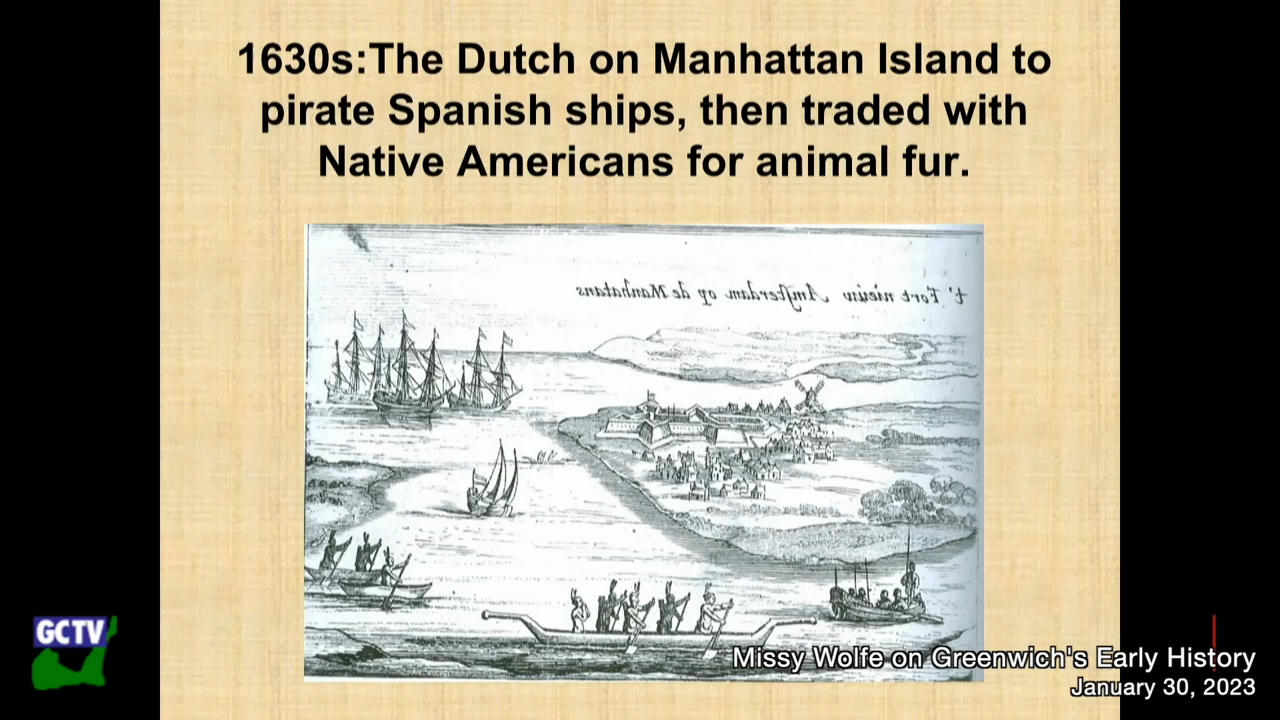 1630s:The Dutch on Manhattan Island to
pirate Spanish ships, then traded with
Native Americans for animal fur.
t' Fort nieuw Amsterdam op de Manhatans
GCTV
Missy Wolfe on Greenwich's Early History
January 30, 2023